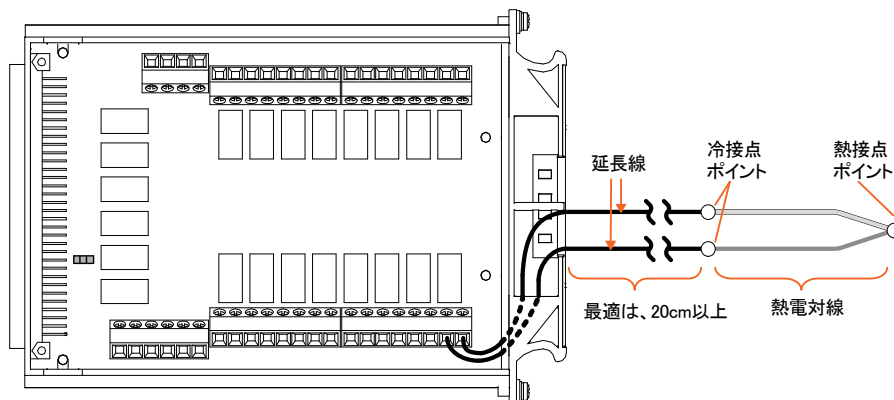 延長線
冷接点
ポイント
熱接点
ポイント
最適は、20cm以上
熱電対線